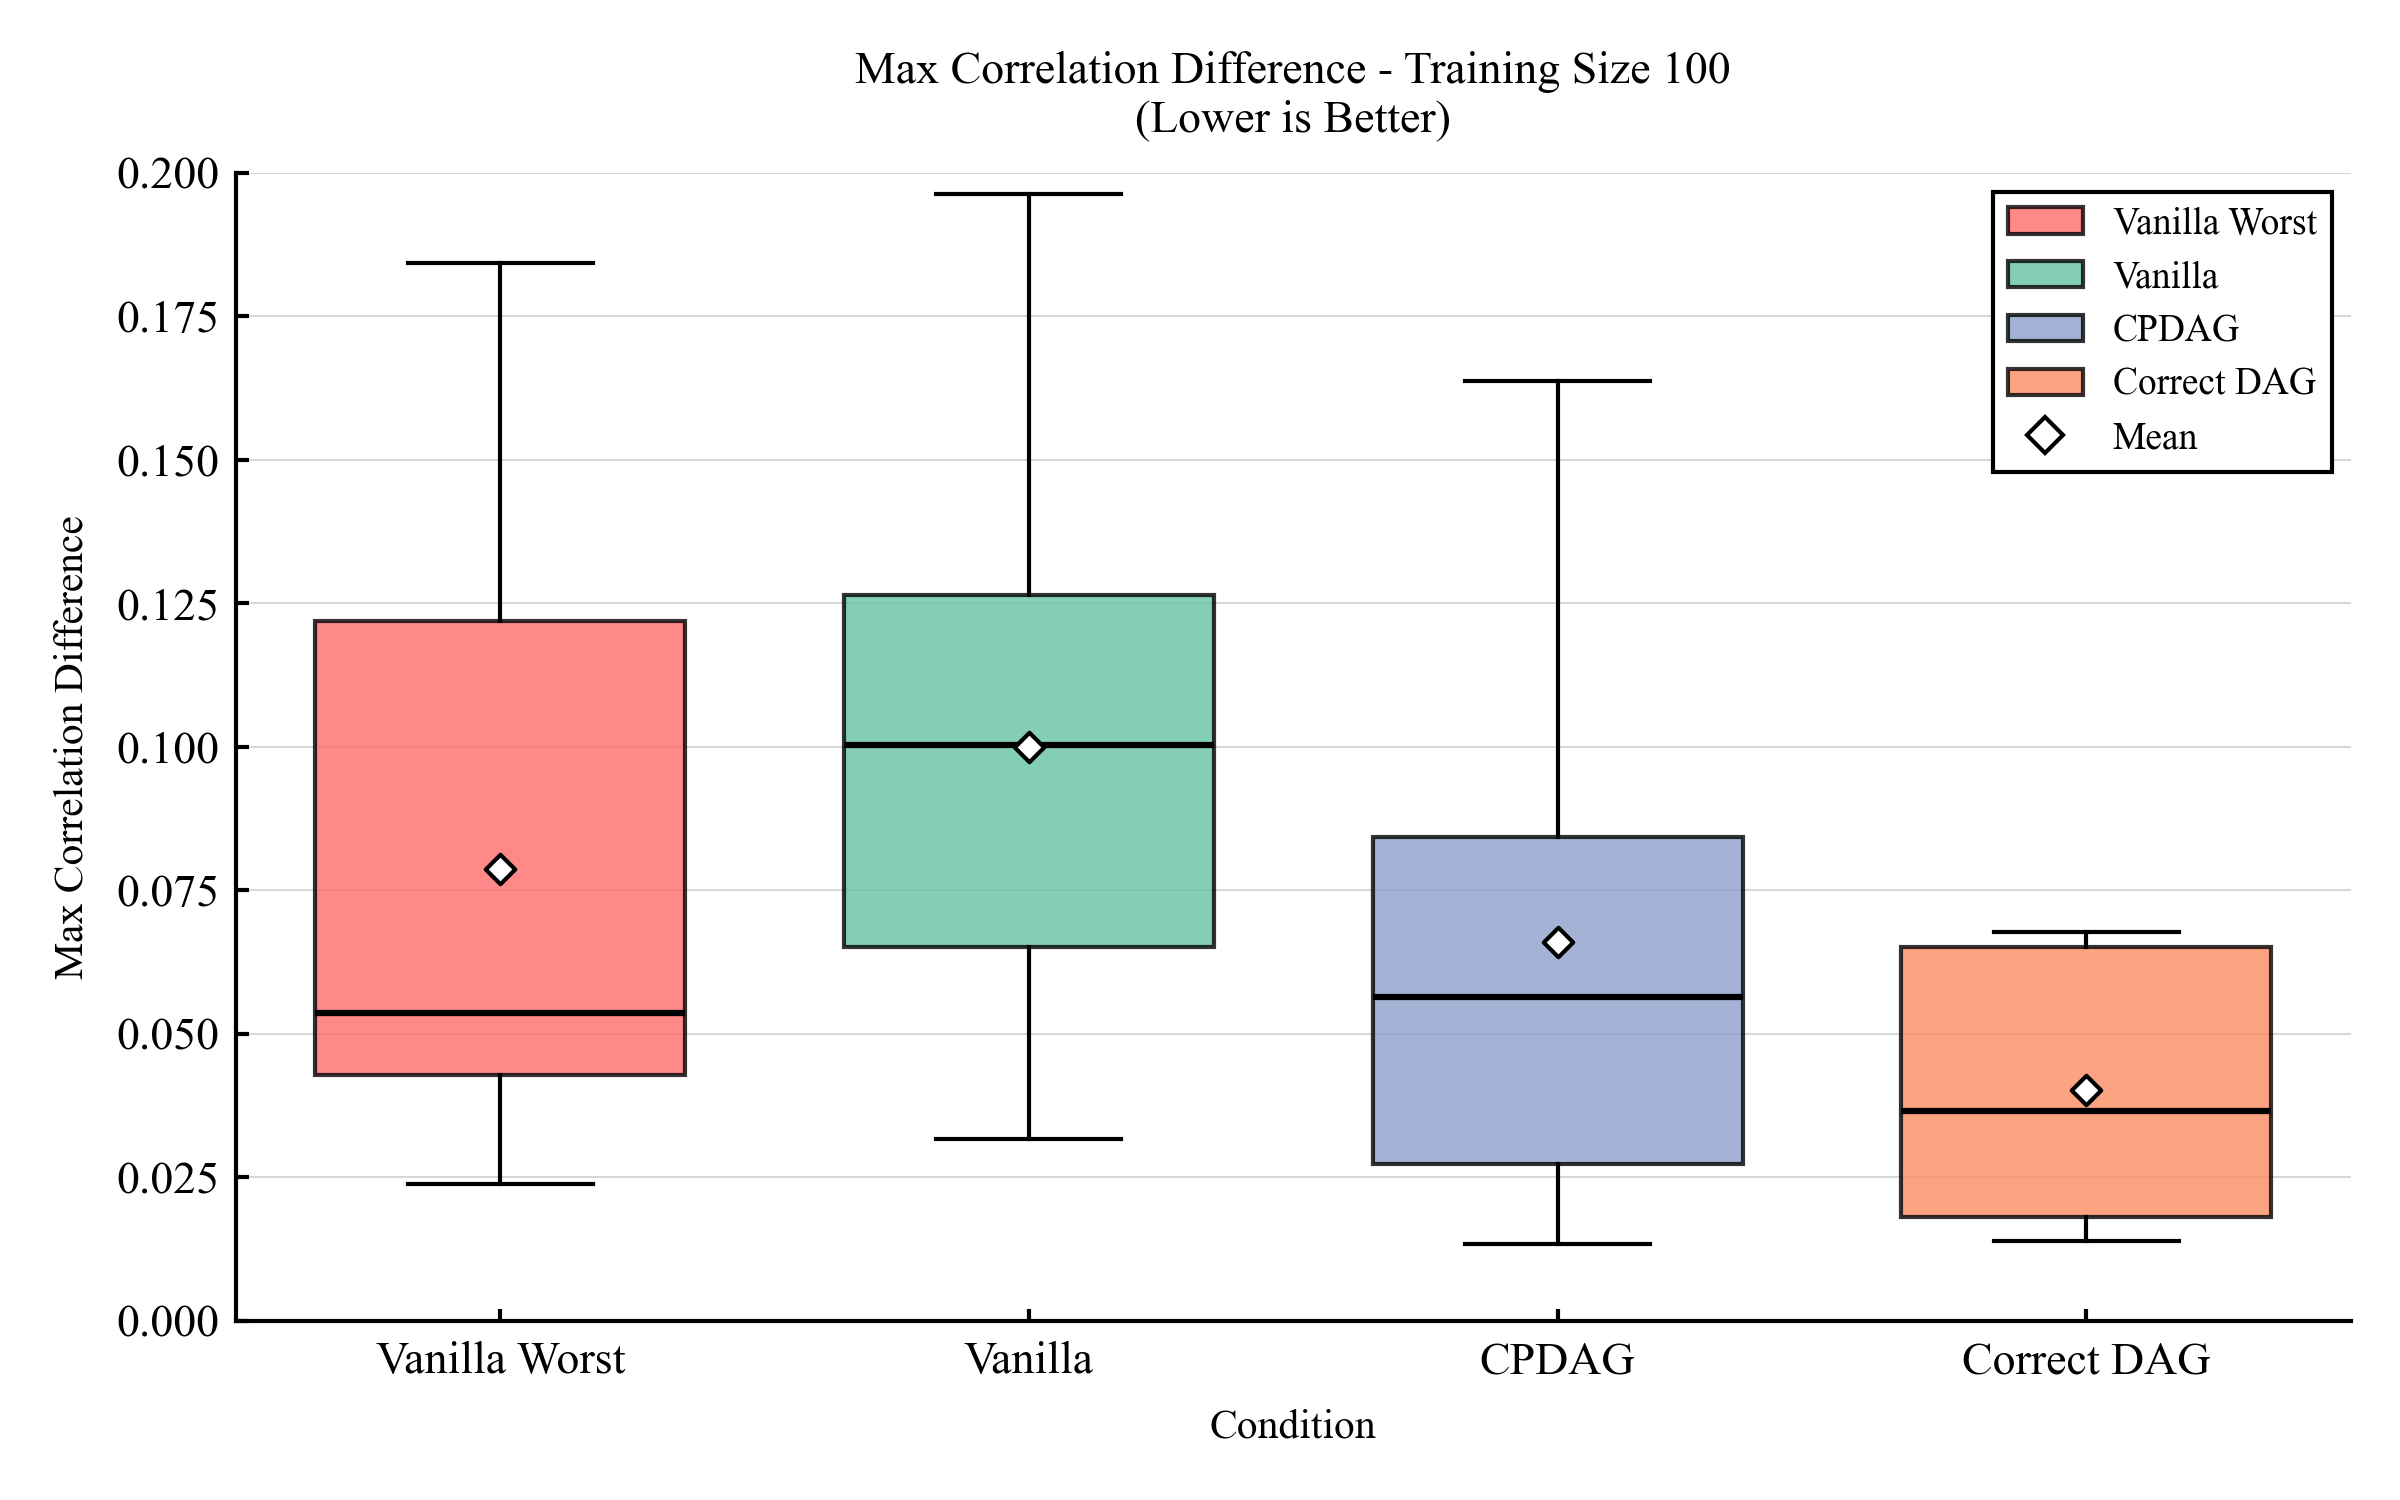 Max Correlation Difference - Training Size 100
(Lower is Better)
Max Correlation Difference
0.200
0.175
0.150
0.125
0.100
0.075
0.050
0.025
0.000
Vanilla Worst
Vanilla
CPDAG
Correct DAG
Mean
Vanilla Worst
Vanilla
CPDAG
Correct DAG
Condition